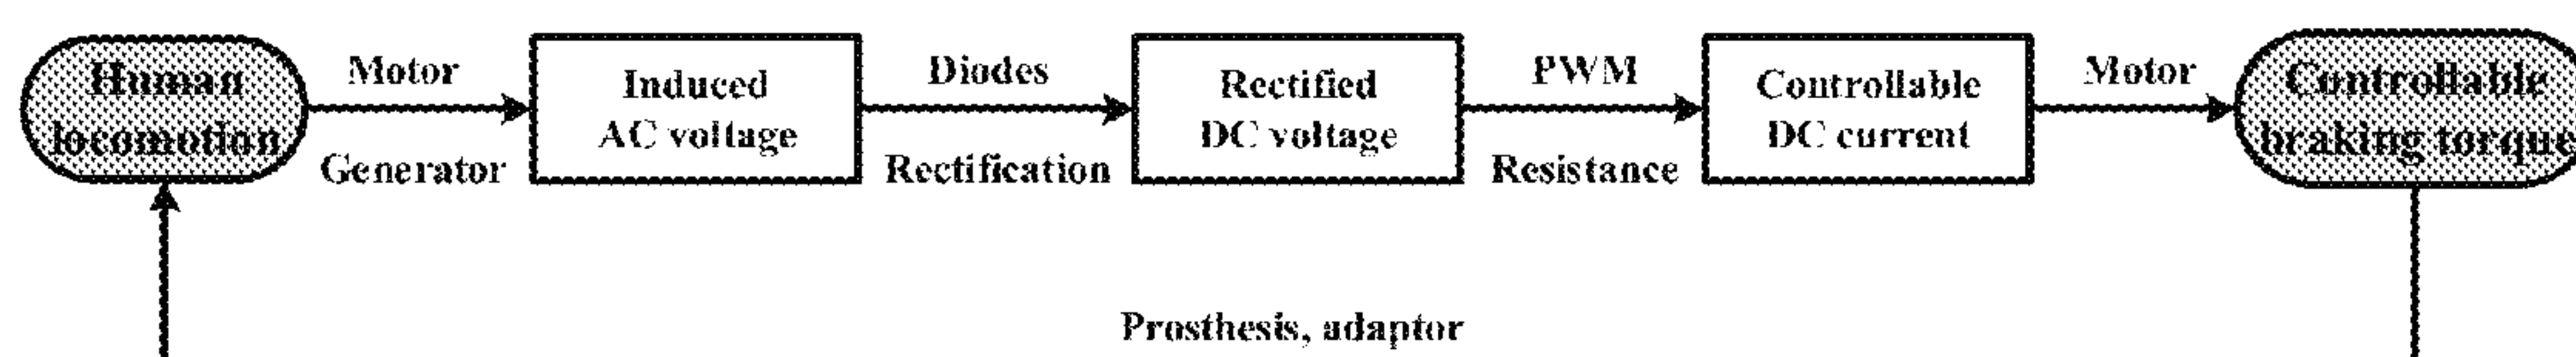 Human
locomotion
Motor
Generator
Induced
AC voltage
Diodes
Rectification
Rectified
DC voltage
PWM
Resistance
Controllable
DC current
Motor
Controllable
braking torque
Prosthesis, adaptor